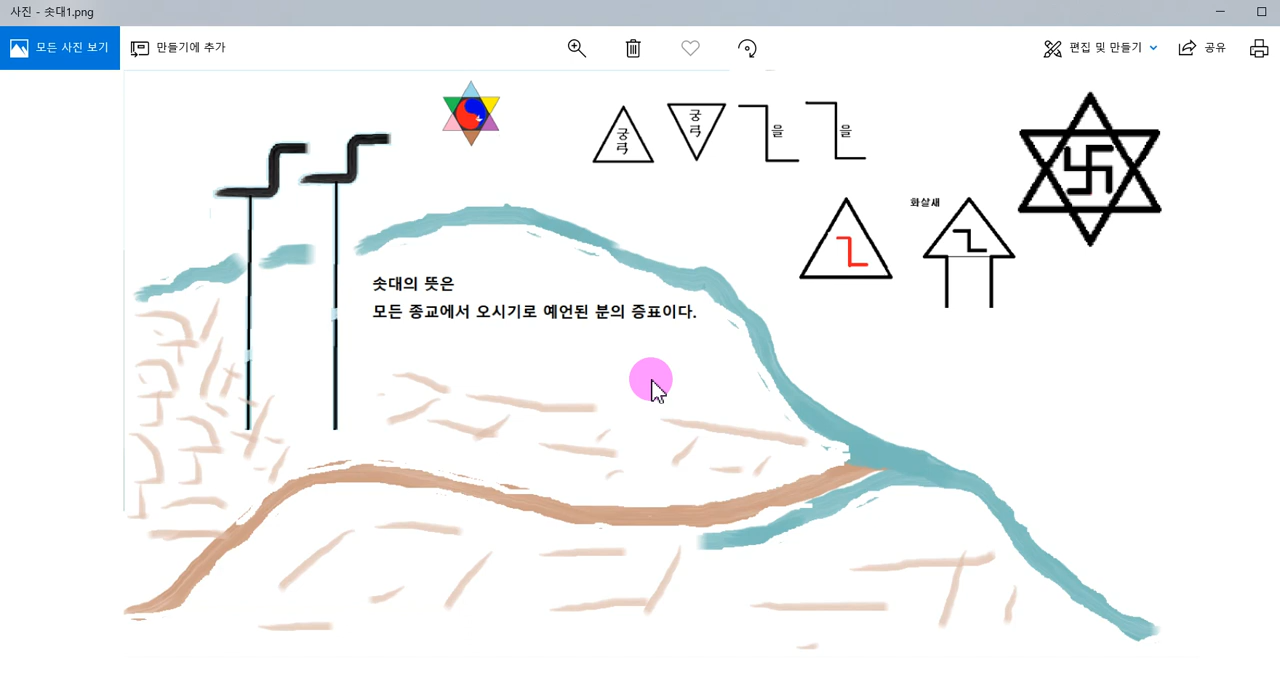 사진 - 솟대1.png
모든 사진 보기
만들기에 추가
편집 및 만들기
공유
궁
弓
궁
弓
을
을
화살새
솟대의 뜻은
모든 종교에서 오시기로 예언된 분의 증표이다.